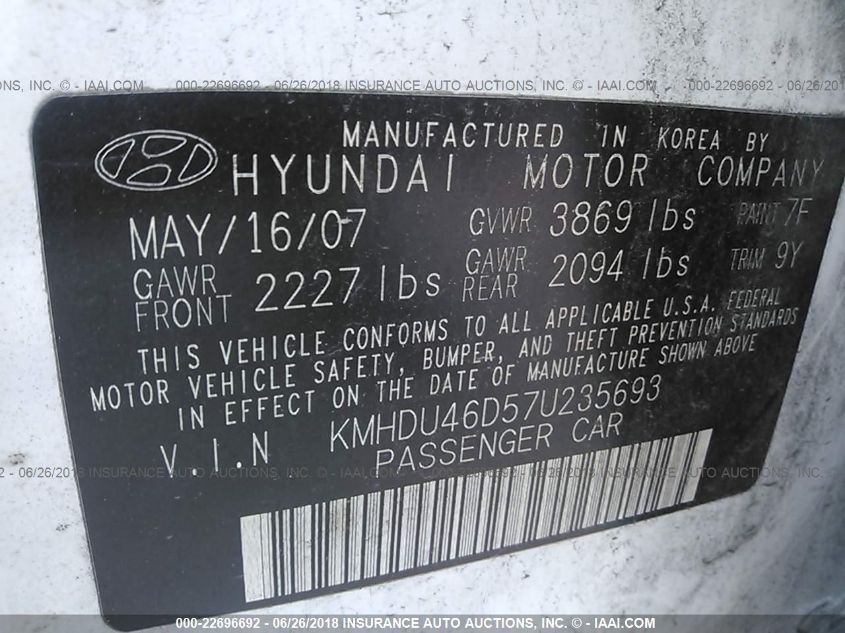 000-22696692 - 06/26/2018 INSURANCE AUTO AUCTIONS, INC. - IAAI.COM
MANUFACTURED IN KOREA BY
HYUNDAI MOTOR COMPANY
MAY/16/07 GVWR 3869 lbs PAINT 7F
GAWR FRONT 2227 lbs GAWR REAR 2094 lbs TRIM 9Y
THIS VEHICLE CONFORMS TO ALL APPLICABLE U.S.A. FEDERAL
MOTOR VEHICLE SAFETY, BUMPER, AND THEFT PREVENTION STANDARDS
IN EFFECT ON THE DATE OF MANUFACTURE SHOWN ABOVE
V.I.N KMHDU46D57U235693
PASSENGER CAR
000-22696692 - 06/26/2018 INSURANCE AUTO AUCTIONS, INC. - IAAI.COM
000-22696692 - 06/26/2018 INSURANCE AUTO AUCTIONS, INC. - IAAI.COM